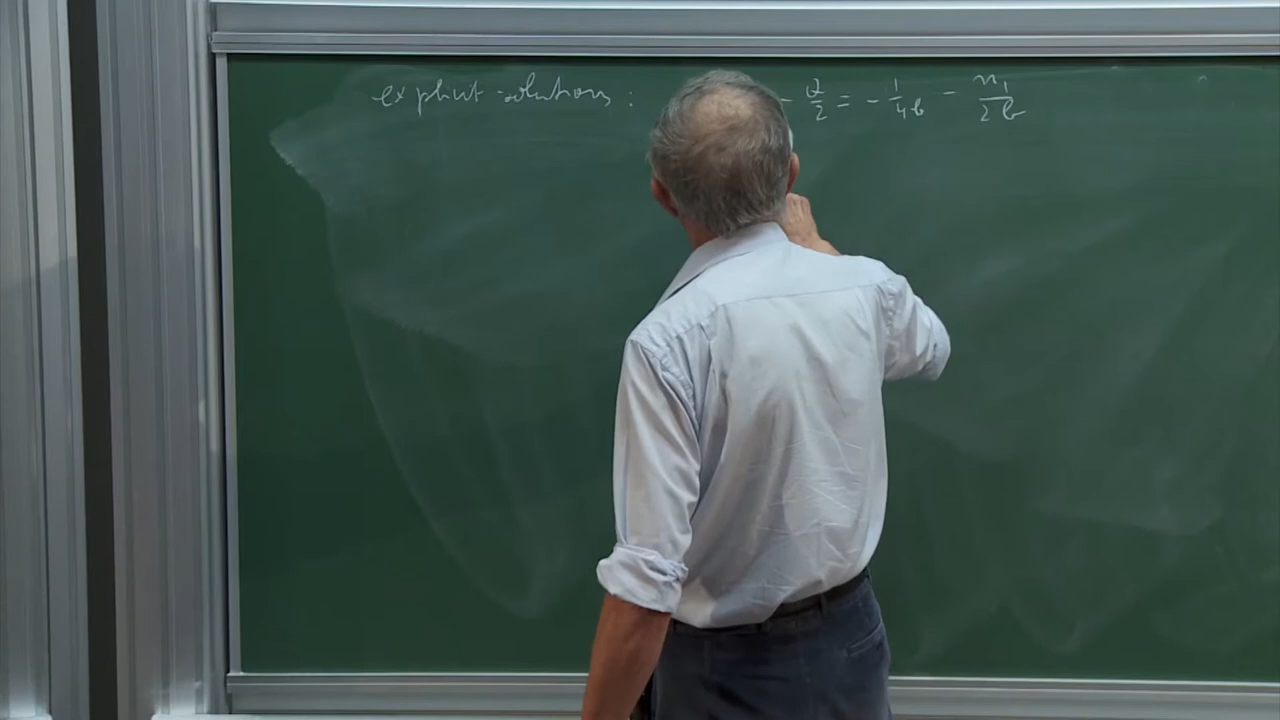 explicit solutions : - Q/2 = - 1/4b - n₁/2b